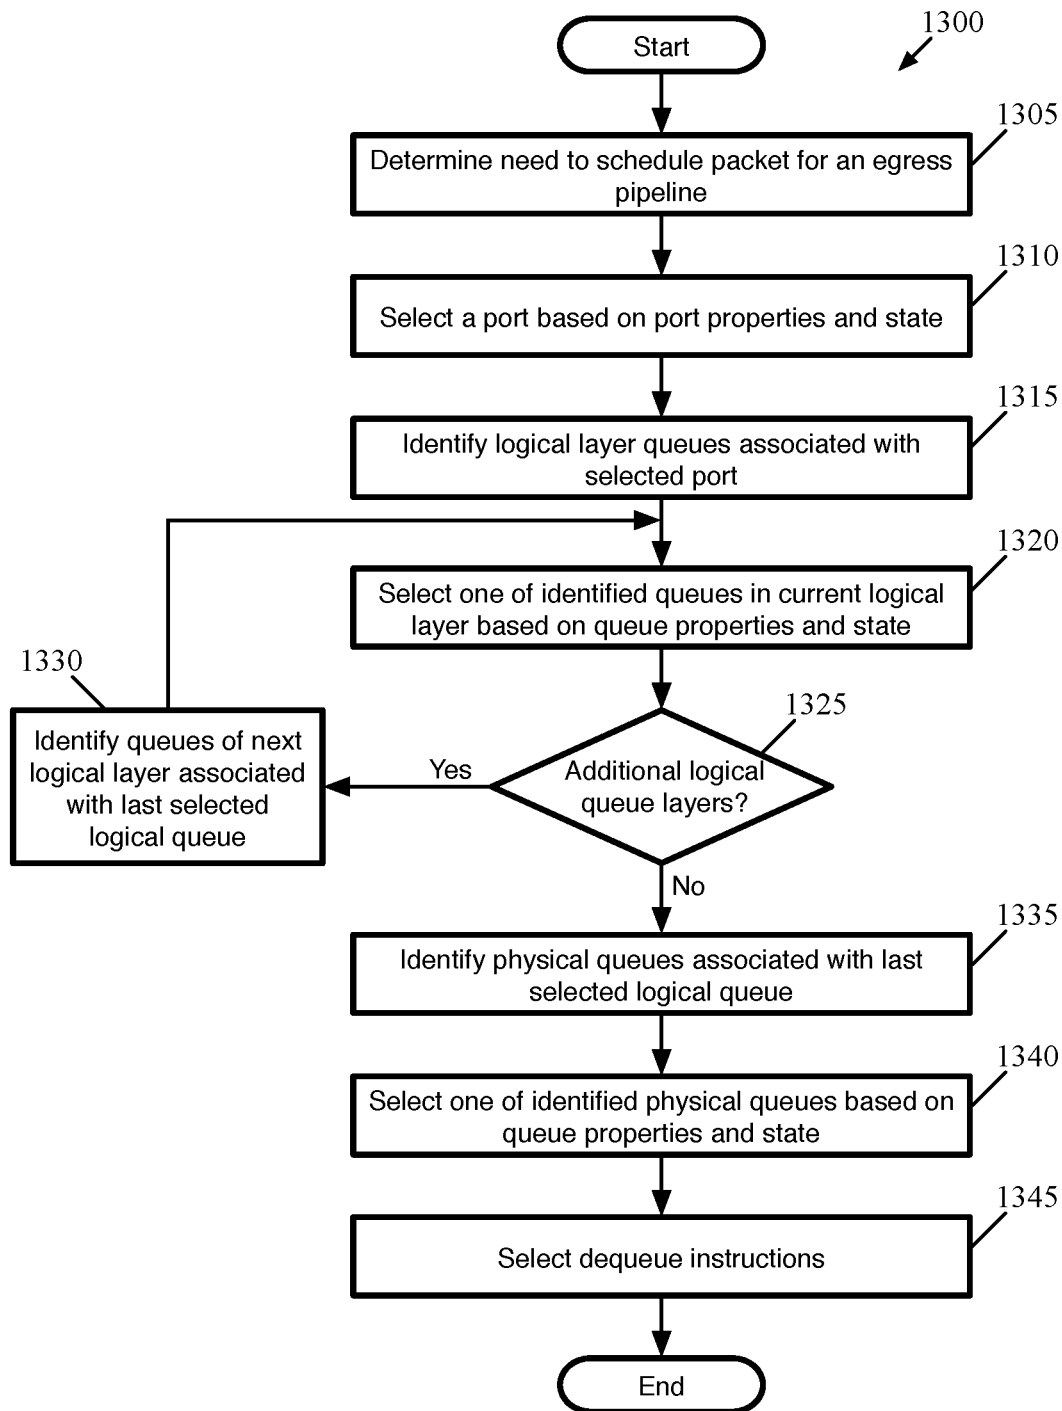 Start
1300
1305
Determine need to schedule packet for an egress
pipeline
1310
Select a port based on port properties and state
1315
Identify logical layer queues associated with
selected port
1320
Select one of identified queues in current logical
layer based on queue properties and state
1330
Identify queues of next
logical layer associated
with last selected
logical queue
Yes
1325
Additional logical
queue layers?
No
1335
Identify physical queues associated with last
selected logical queue
1340
Select one of identified physical queues based on
queue properties and state
1345
Select dequeue instructions
End